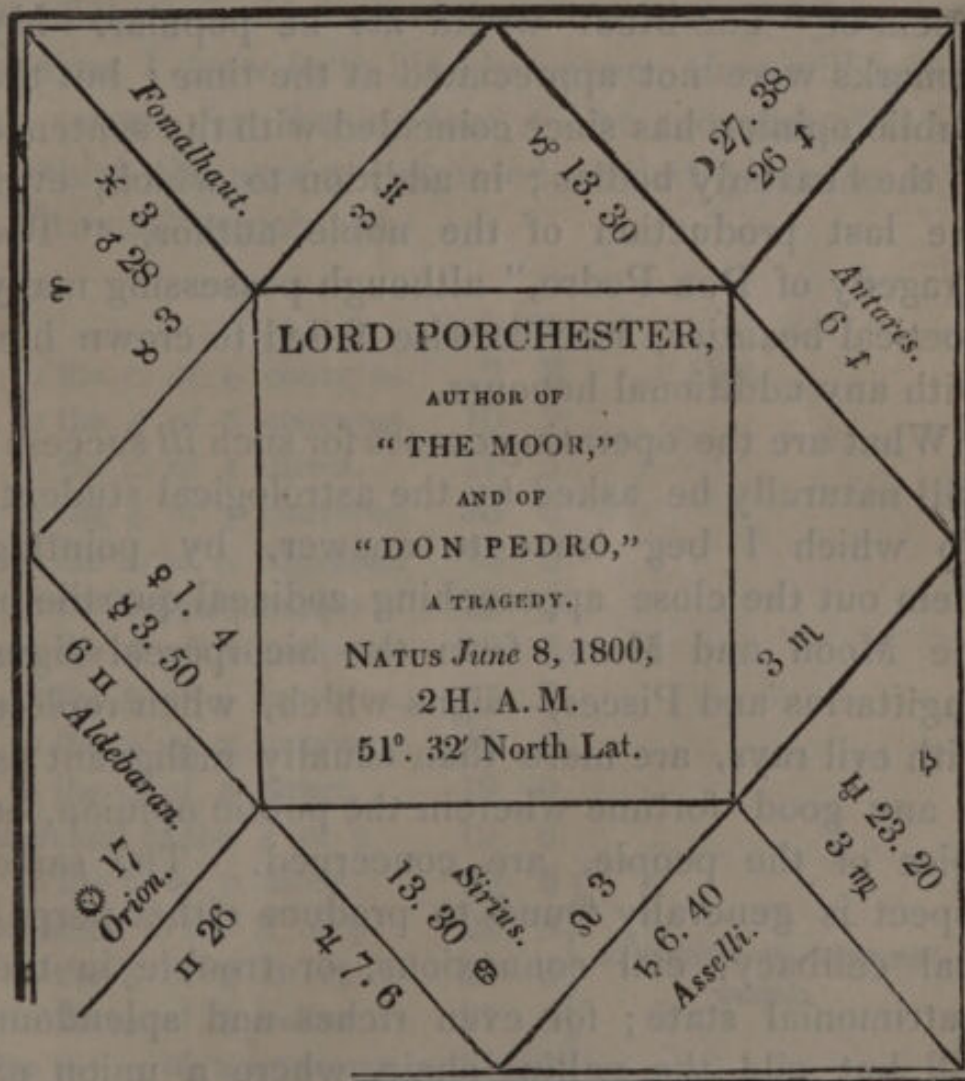 LORD PORCHESTER,
AUTHOR OF
"THE MOOR,"
AND OF
"DON PEDRO,"
A TRAGEDY.
NATUS June 8, 1800,
2 H. A. M.
51°. 32′ North Lat.
♑ 13. 30
♒ 3
Fomalhaut.
♓ 3
♂ 28 3
♈
♀ 1. 4
☿ 3. 50
6 ♊
Aldebaran.
☉ 17
Orion.
♊ 26
♃ 7. 6
13. 30 ♋
Sirius.
♌ 3
♄ 6. 40
Asselli.
♅ 23. 20
3 ♍
3 ♏
Antares.
6 ♐
☽ 27. 38
26 ♐